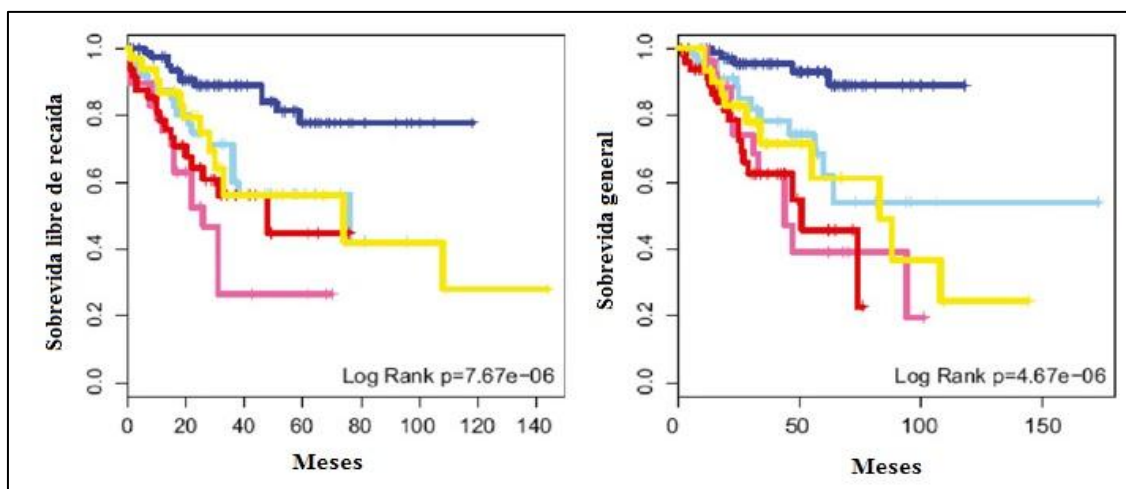 Sobrevida libre de recaída
1.0
0.8
0.6
0.4
0.2
0.0
Log Rank p=7.67e-06
0 20 40 60 80 100 120 140
Meses
Sobrevida general
1.0
0.8
0.6
0.4
0.2
0.0
Log Rank p=4.67e-06
0 50 100 150
Meses